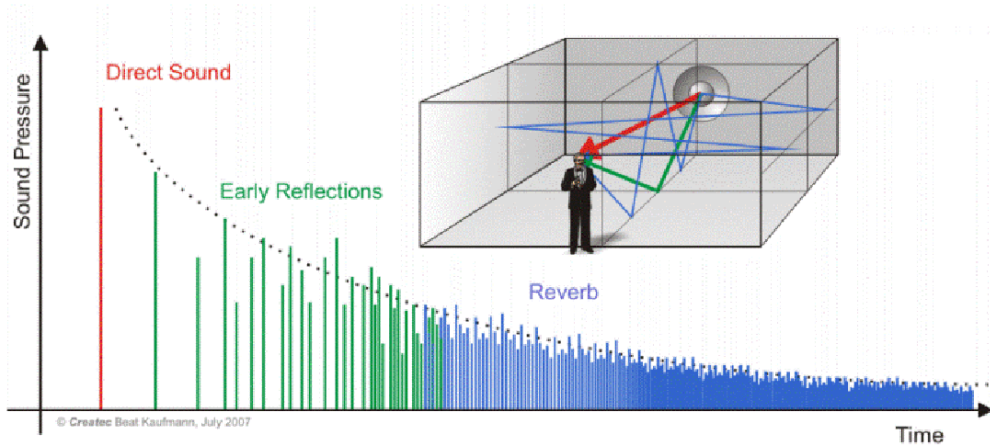 Direct Sound
Sound Pressure
Early Reflections
Reverb
© Createc Beat Kaufmann, July 2007
Time